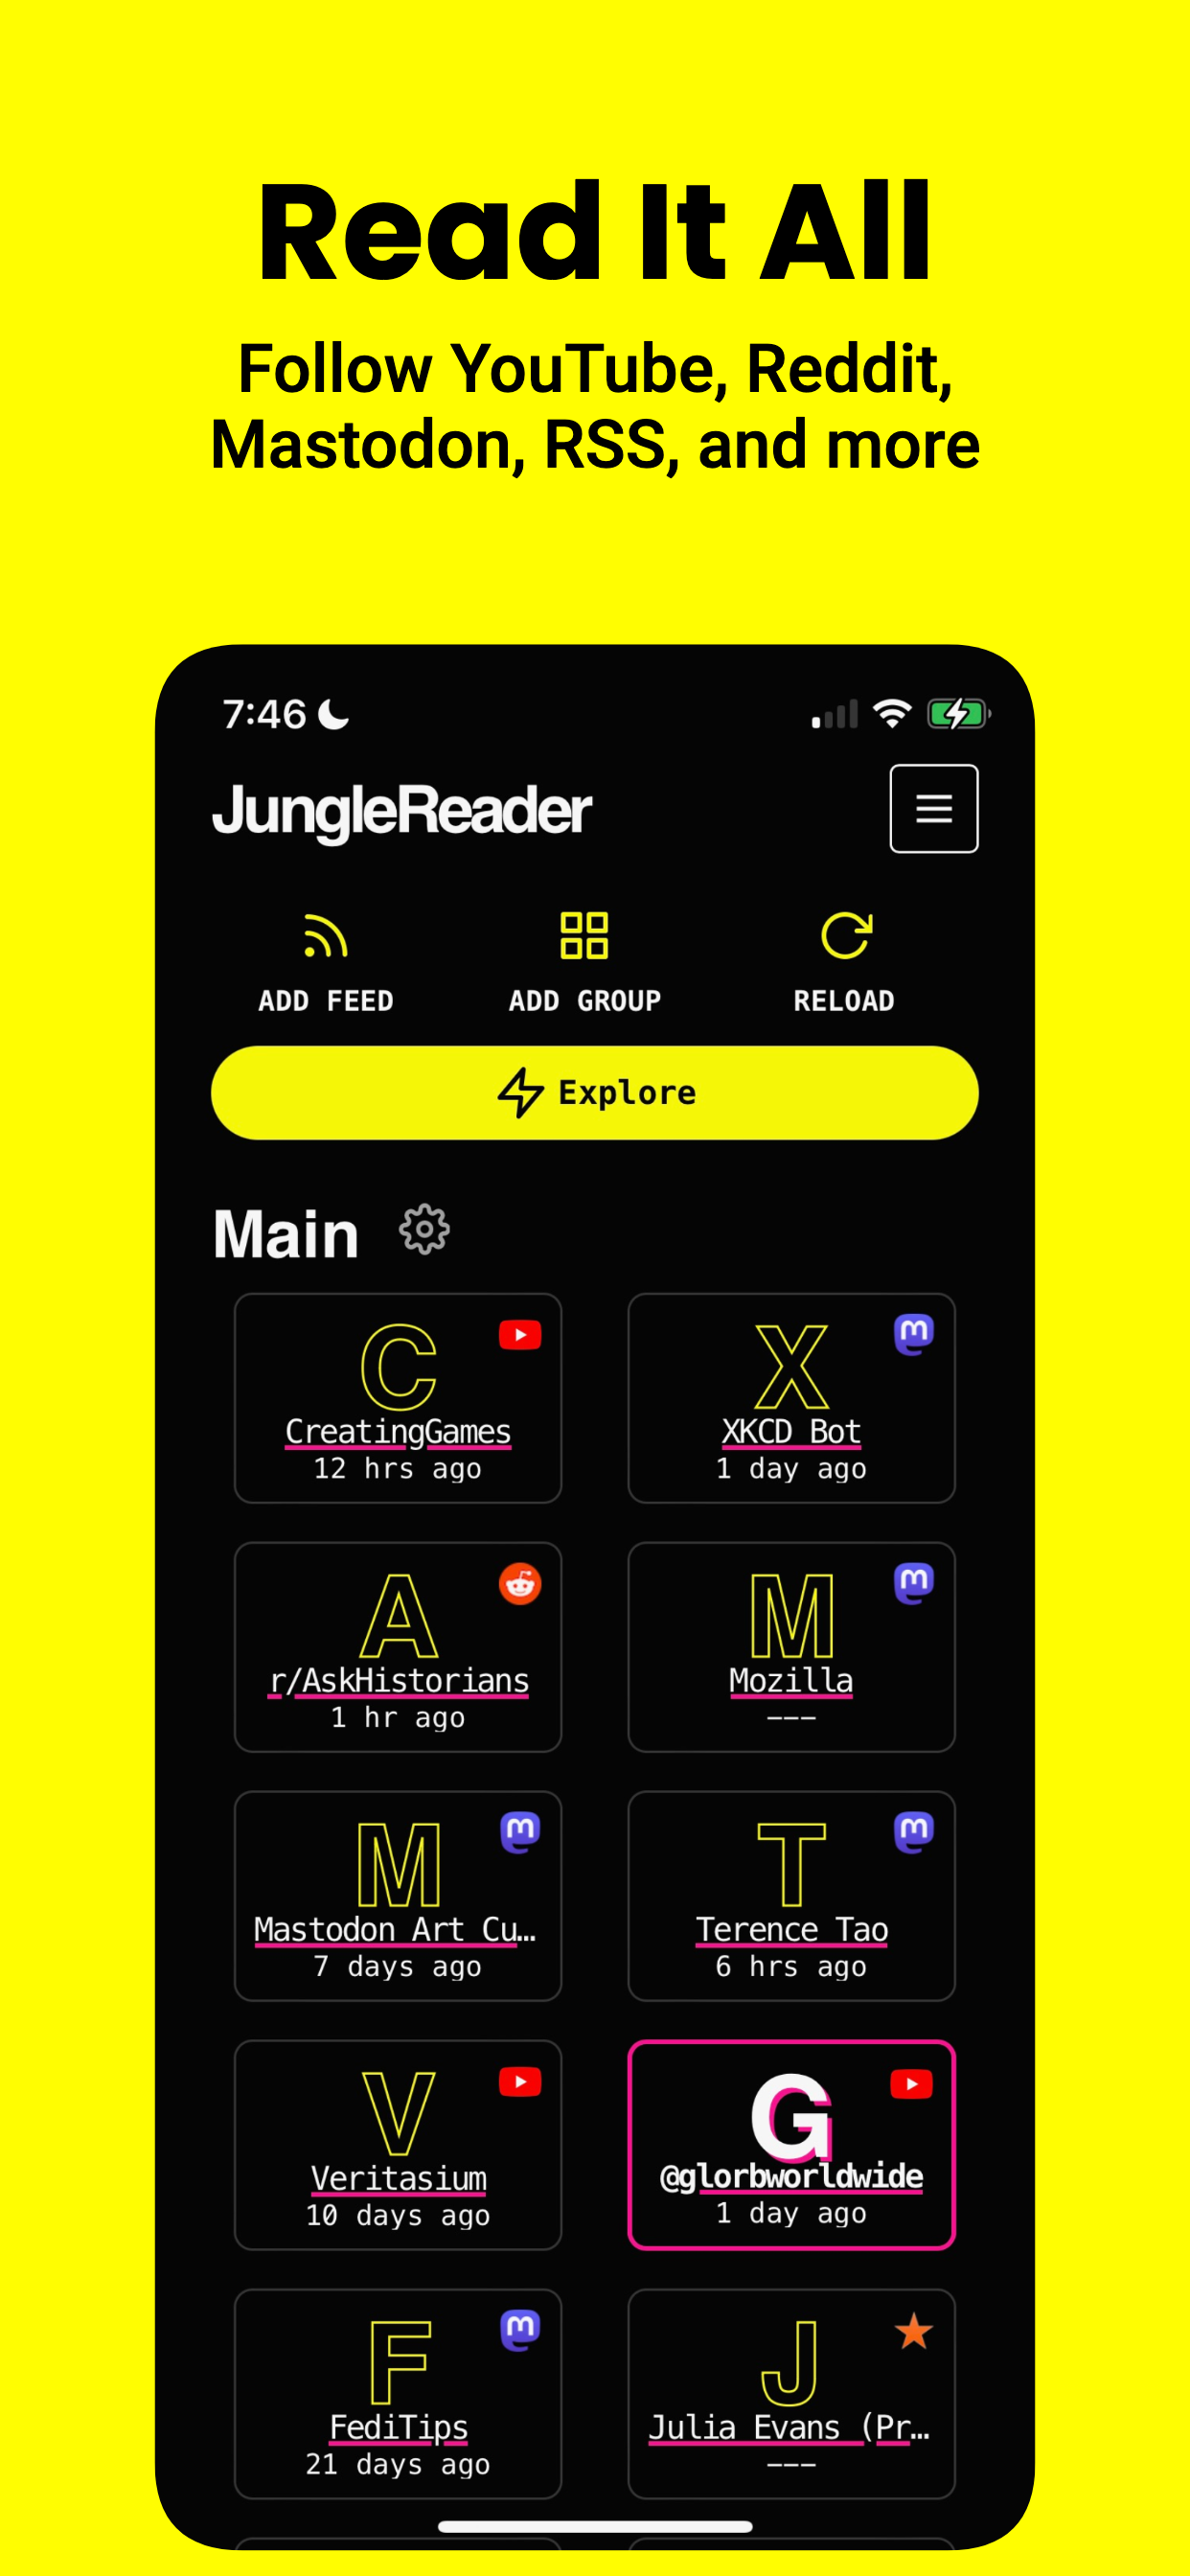 Read It All
Follow YouTube, Reddit,
Mastodon, RSS, and more
7:46
JungleReader
ADD FEED
ADD GROUP
RELOAD
Explore
Main
C
CreatingGames
12 hrs ago
X
XKCD Bot
1 day ago
A
r/AskHistorians
1 hr ago
M
Mozilla
---
M
Mastodon Art Cu…
7 days ago
T
Terence Tao
6 hrs ago
V
Veritasium
10 days ago
G
@glorbworldwide
1 day ago
F
FediTips
21 days ago
J
Julia Evans (Pr…
---